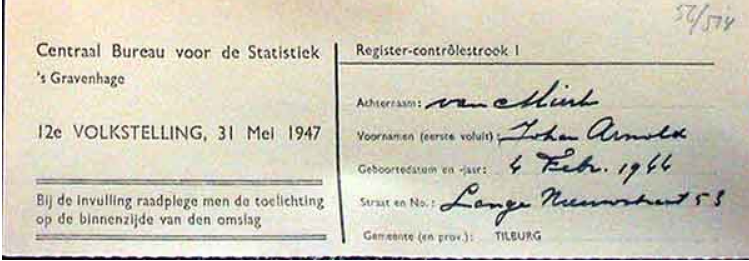 56/574
Centraal Bureau voor de Statistiek
's Gravenhage
12e VOLKSTELLING, 31 Mei 1947
Bij de invulling raadplege men de toelichting
op de binnenzijde van den omslag
Register-contrôlestrook I
Achternaam: van Mierlo
Voornamen (eerste voluit): Johan Arnold
Geboortedatum en -jaar: 4 Febr. 1944
Straat en No.: Lange Nieuwstraat 53
Gemeente (en prov.): TILBURG